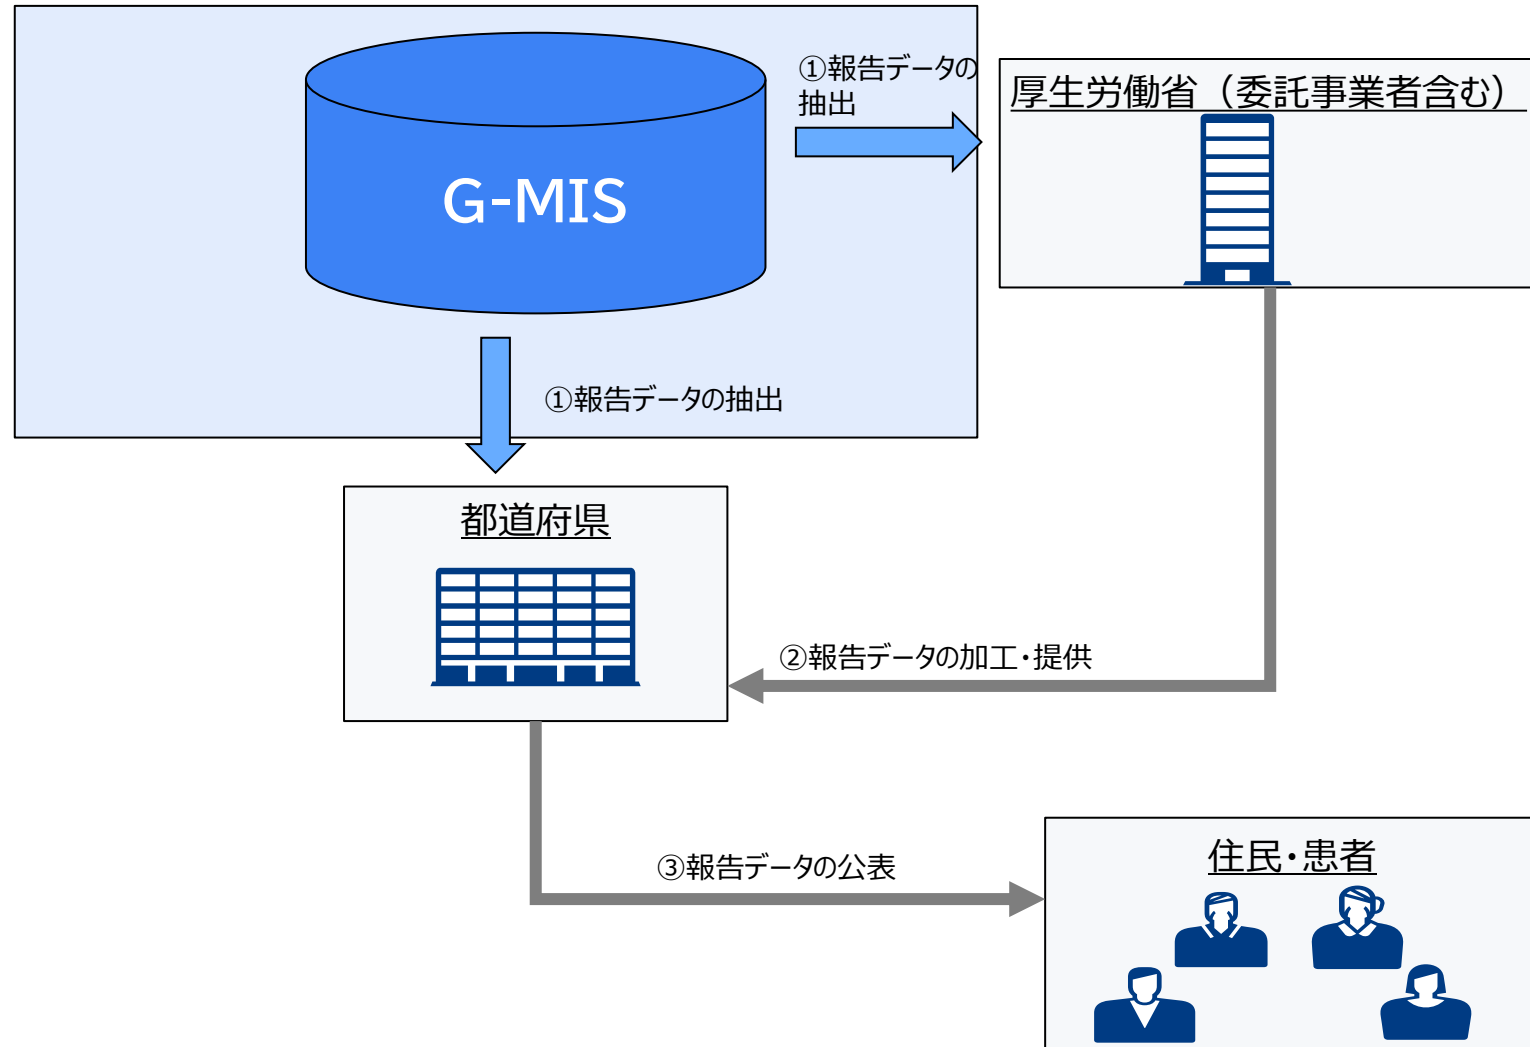 ①報告データの
抽出
厚生労働省（委託事業者含む）
G-MIS
①報告データの抽出
都道府県
②報告データの加工・提供
③報告データの公表
住民・患者